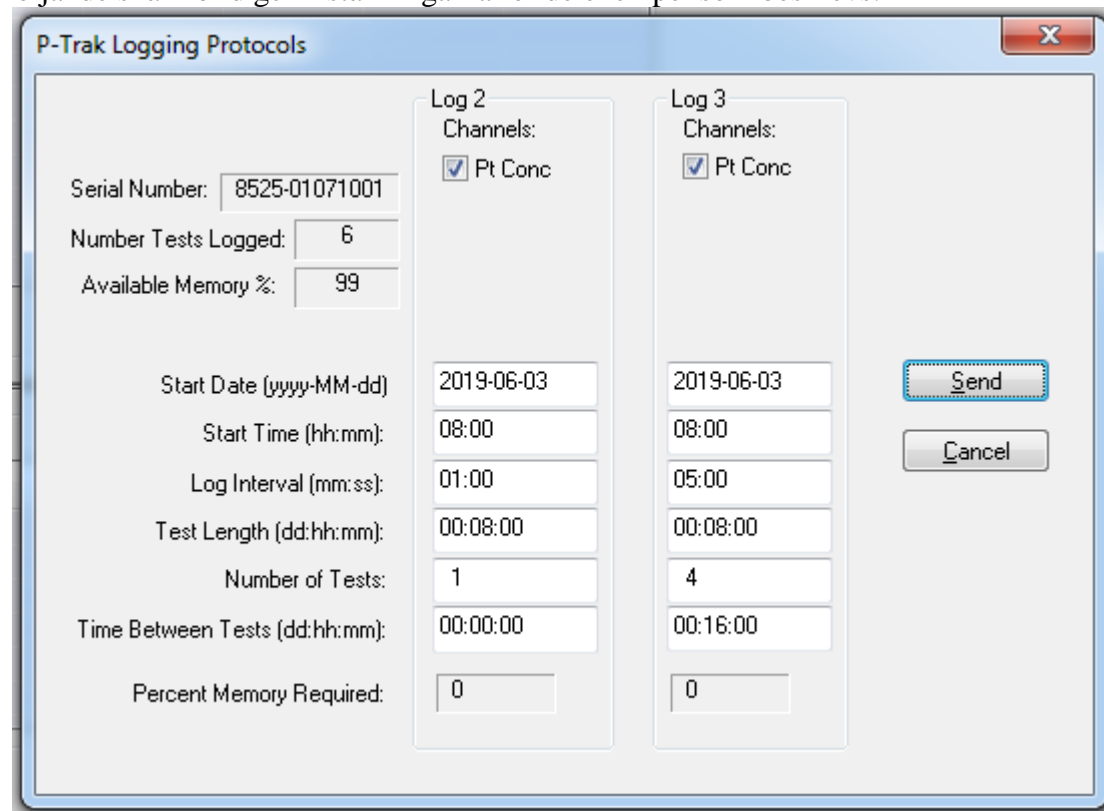 P-Trak Logging Protocols
Log 2
Log 3
Channels:
Channels:
Pt Conc
Pt Conc
Serial Number: 8525-01071001
Number Tests Logged: 6
Available Memory %: 99
Start Date (yyyy-MM-dd) 2019-06-03 2019-06-03
Send
Start Time (hh:mm): 08:00 08:00
Cancel
Log Interval (mm:ss): 01:00 05:00
Test Length (dd:hh:mm): 00:08:00 00:08:00
Number of Tests: 1 4
Time Between Tests (dd:hh:mm): 00:00:00 00:16:00
Percent Memory Required: 0 0